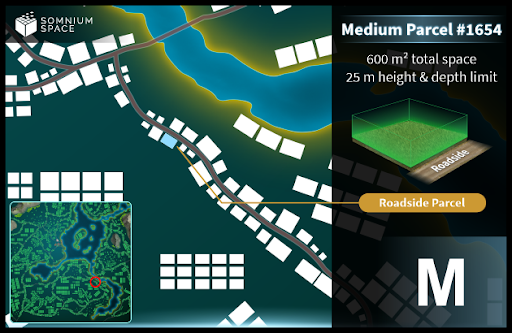 SOMNIUM
SPACE
Medium Parcel #1654
600 m² total space
25 m height & depth limit
Roadside
Roadside Parcel
M